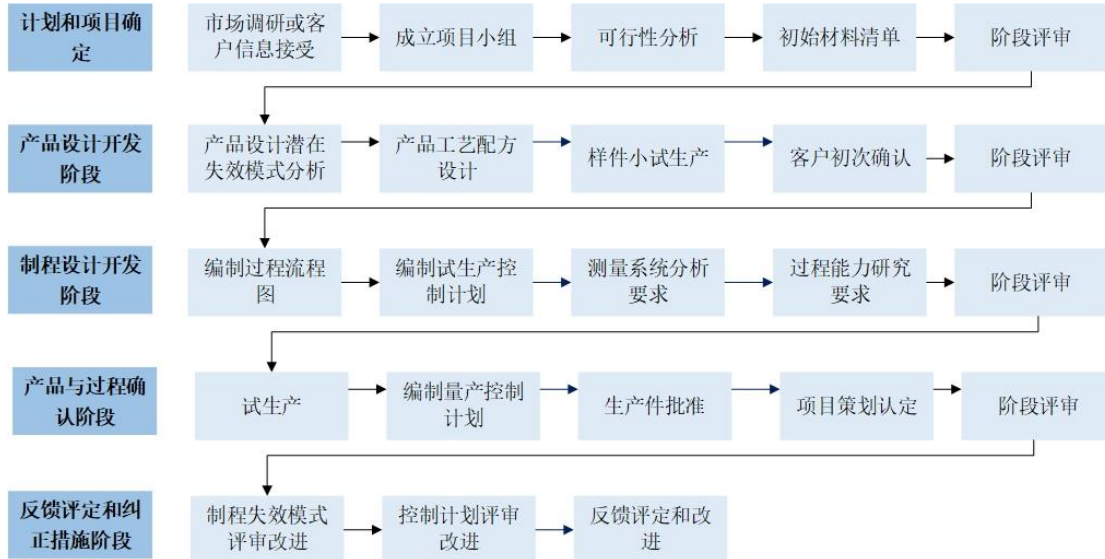 计划和项目确
定
市场调研或客
户信息接受
成立项目小组
可行性分析
初始材料清单
阶段评审
产品设计开发
阶段
产品设计潜在
失效模式分析
产品工艺配方
设计
样件小试生产
客户初次确认
阶段评审
制程设计开发
阶段
编制过程流程
图
编制试生产控
制计划
测量系统分析
要求
过程能力研究
要求
阶段评审
产品与过程确
认阶段
试生产
编制量产控制
计划
生产件批准
项目策划认定
阶段评审
反馈评定和纠
正措施阶段
制程失效模式
评审改进
控制计划评审
改进
反馈评定和改
进